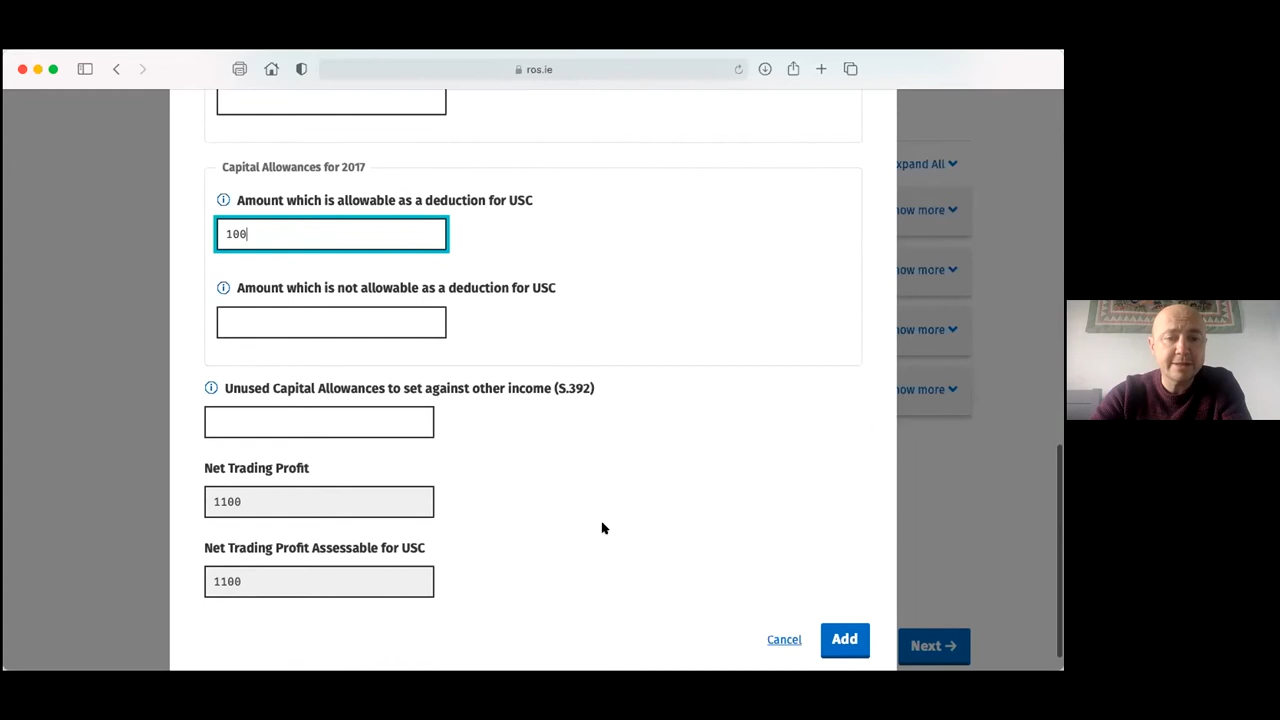 ros.ie
Capital Allowances for 2017
Amount which is allowable as a deduction for USC
100
Amount which is not allowable as a deduction for USC
Unused Capital Allowances to set against other income (S.392)
Net Trading Profit
1100
Net Trading Profit Assessable for USC
1100
Cancel
Add
xpand All
ow more
ow more
ow more
ow more
Next →